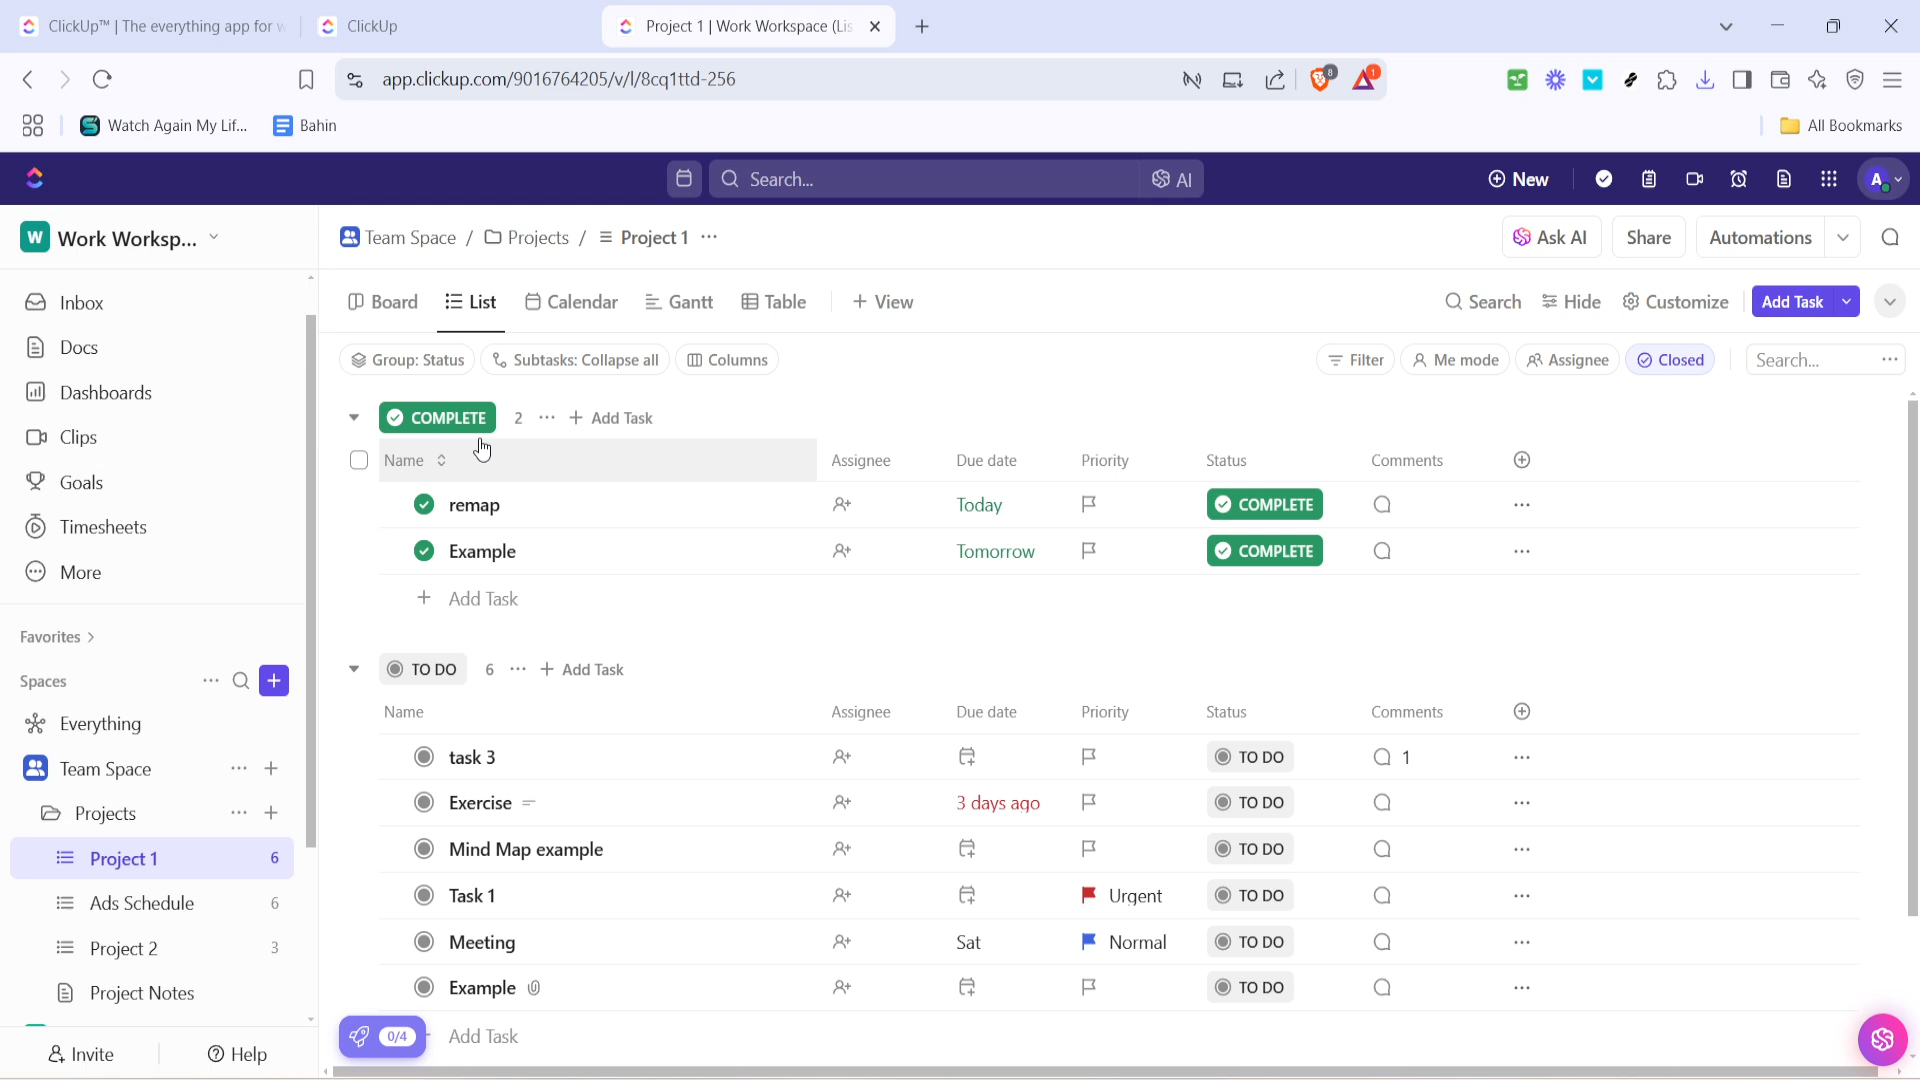 ClickUp™ | The everything app for w
ClickUp
Project 1 | Work Workspace (Lis
app.clickup.com/9016764205/v/l/8cq1ttd-256
8
1
Watch Again My Lif...
Bahin
All Bookmarks
Search...
AI
New
A
W Work Worksp...
Team Space / Projects / Project 1
Ask AI
Share
Automations
Inbox
Docs
Dashboards
Clips
Goals
Timesheets
More
Favorites
Spaces
Everything
Team Space
Projects
Project 1 6
Ads Schedule 6
Project 2 3
Project Notes
Invite
Help
Board
List
Calendar
Gantt
Table
+ View
Search
Hide
Customize
Add Task
Group: Status
Subtasks: Collapse all
Columns
Filter
Me mode
Assignee
Closed
Search...
COMPLETE 2 ... + Add Task
Name Assignee Due date Priority Status Comments
remap Today COMPLETE
Example Tomorrow COMPLETE
+ Add Task
TO DO 6 ... + Add Task
Name Assignee Due date Priority Status Comments
task 3 TO DO 1
Exercise 3 days ago TO DO
Mind Map example TO DO
Task 1 Urgent TO DO
Meeting Sat Normal TO DO
Example TO DO
Add Task
0/4